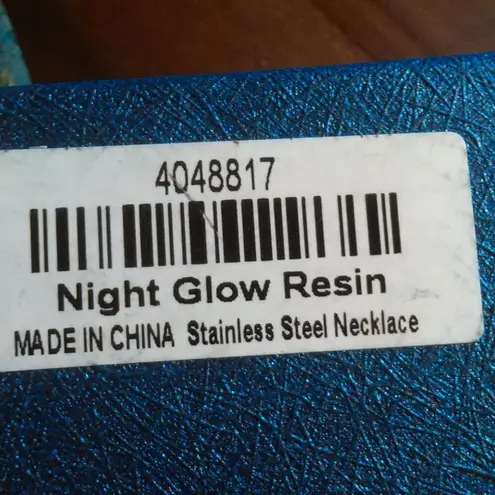 4048817
Night Glow Resin
MADE IN CHINA Stainless Steel Necklace